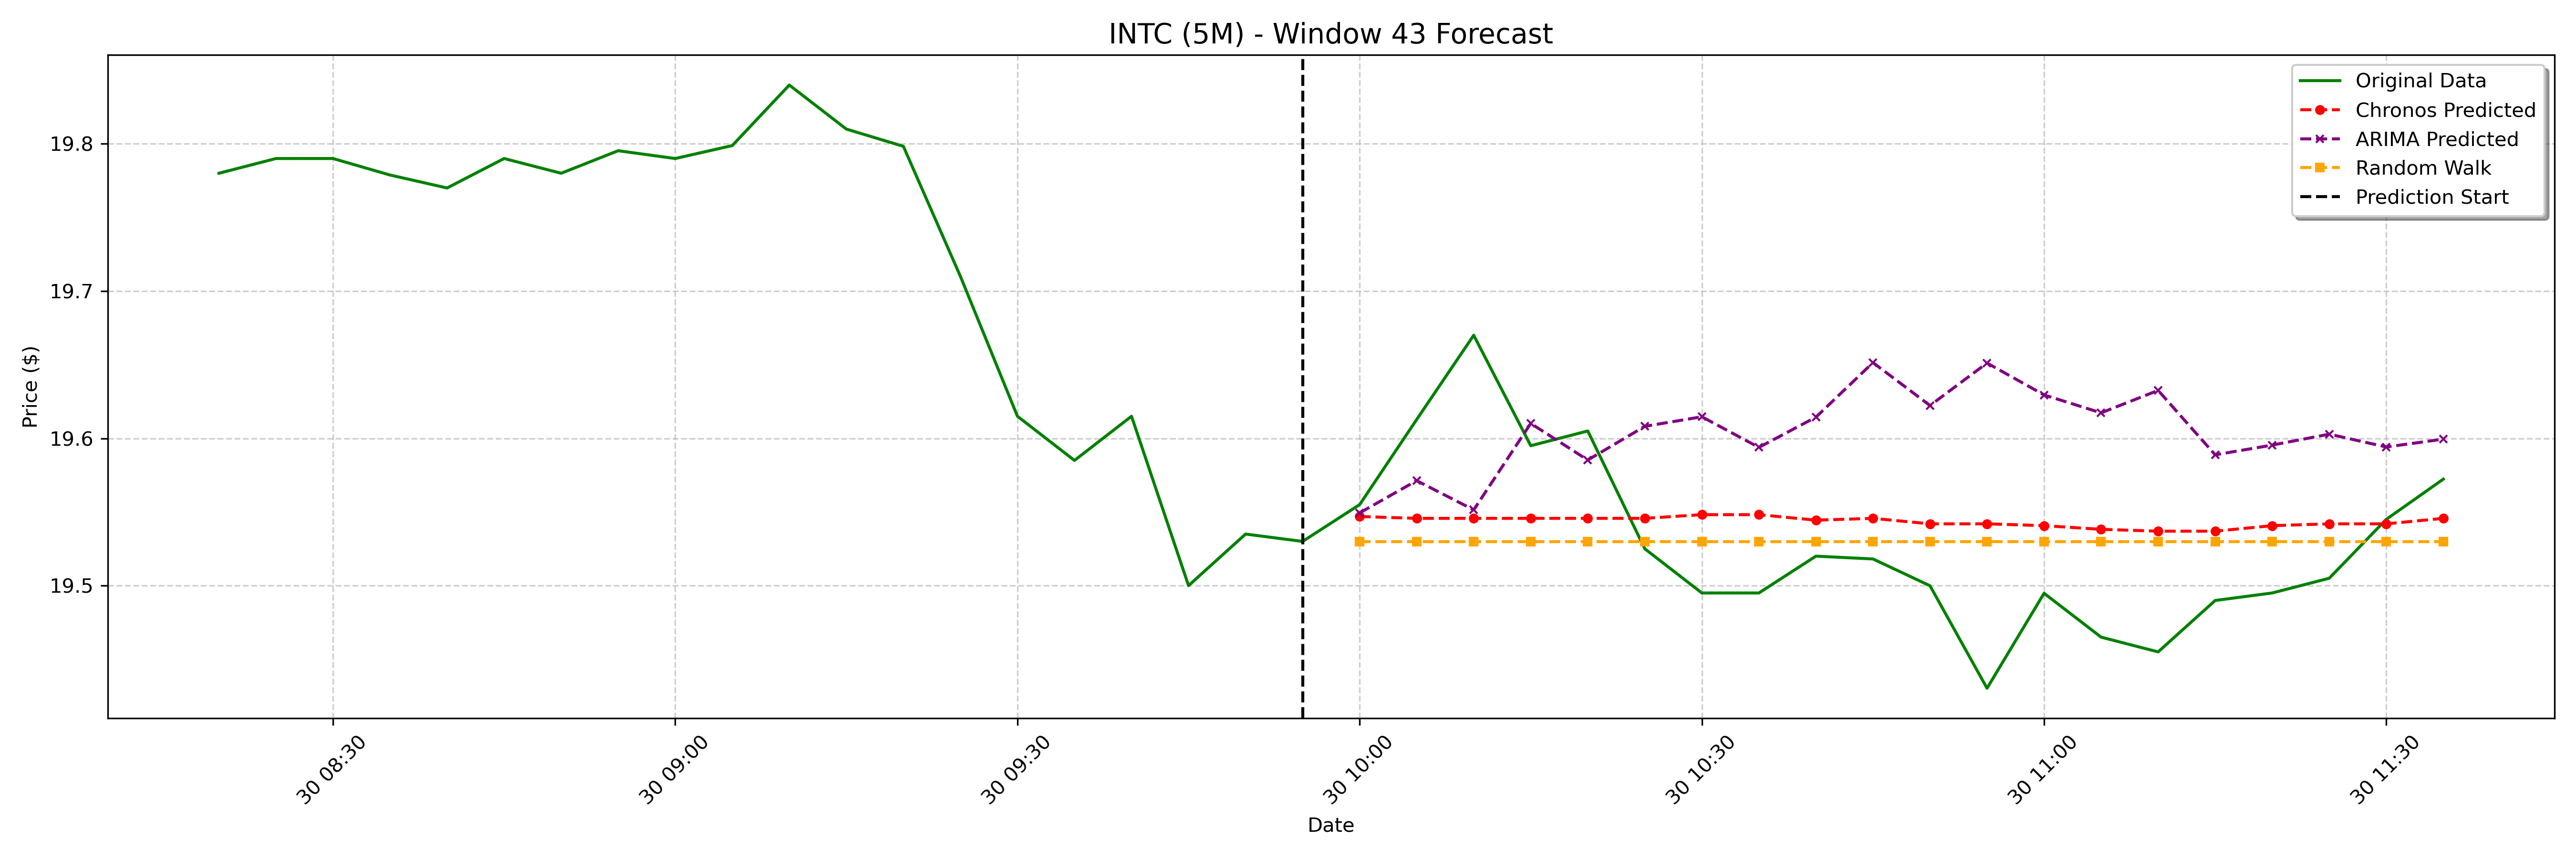 INTC (5M) - Window 43 Forecast
Original Data
Chronos Predicted
ARIMA Predicted
Random Walk
Prediction Start
Price ($)
19.8
19.7
19.6
19.5
30 08:30
30 09:00
30 09:30
30 10:00
30 10:30
30 11:00
30 11:30
Date